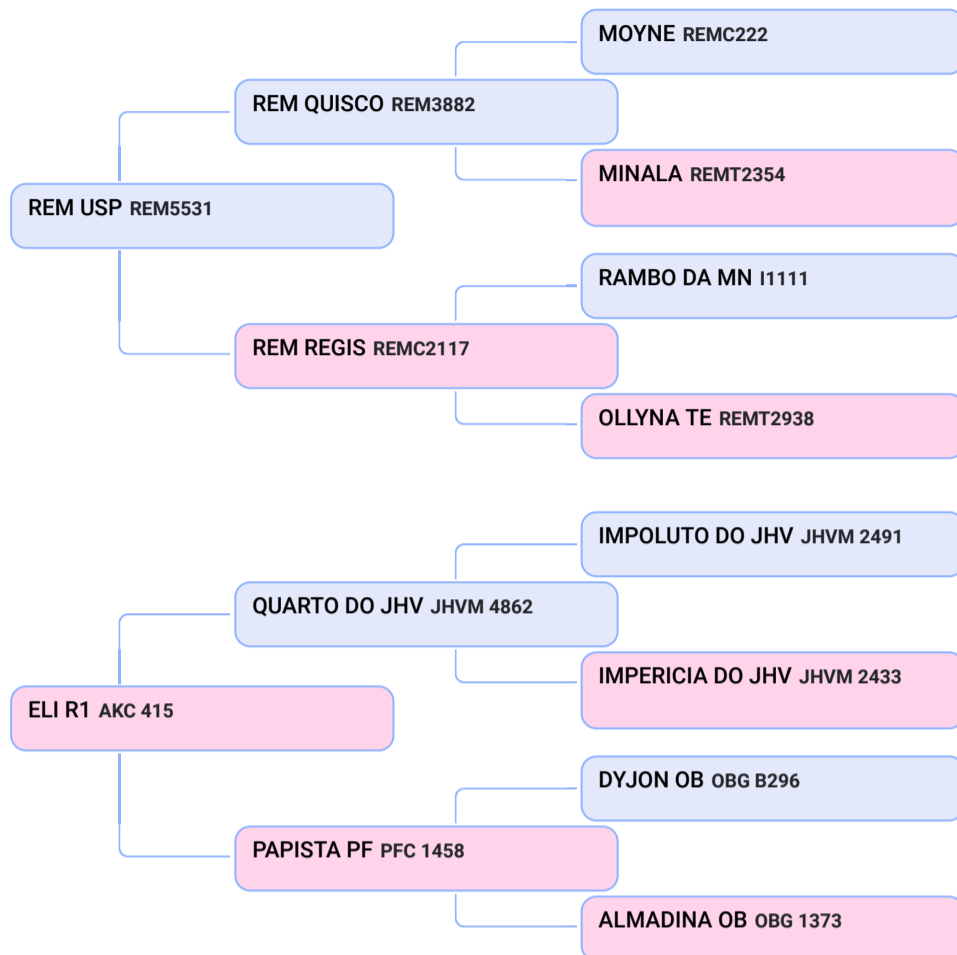 MOYNE REMC222
REM QUISCO REM3882
MINALA REMT2354
REM USP REM5531
RAMBO DA MN I1111
REM REGIS REMC2117
OLLYNA TE REMT2938
IMPOLUTO DO JHV JHVM 2491
QUARTO DO JHV JHVM 4862
IMPERICIA DO JHV JHVM 2433
ELI R1 AKC 415
DYJON OB OBG B296
PAPISTA PF PFC 1458
ALMADINA OB OBG 1373